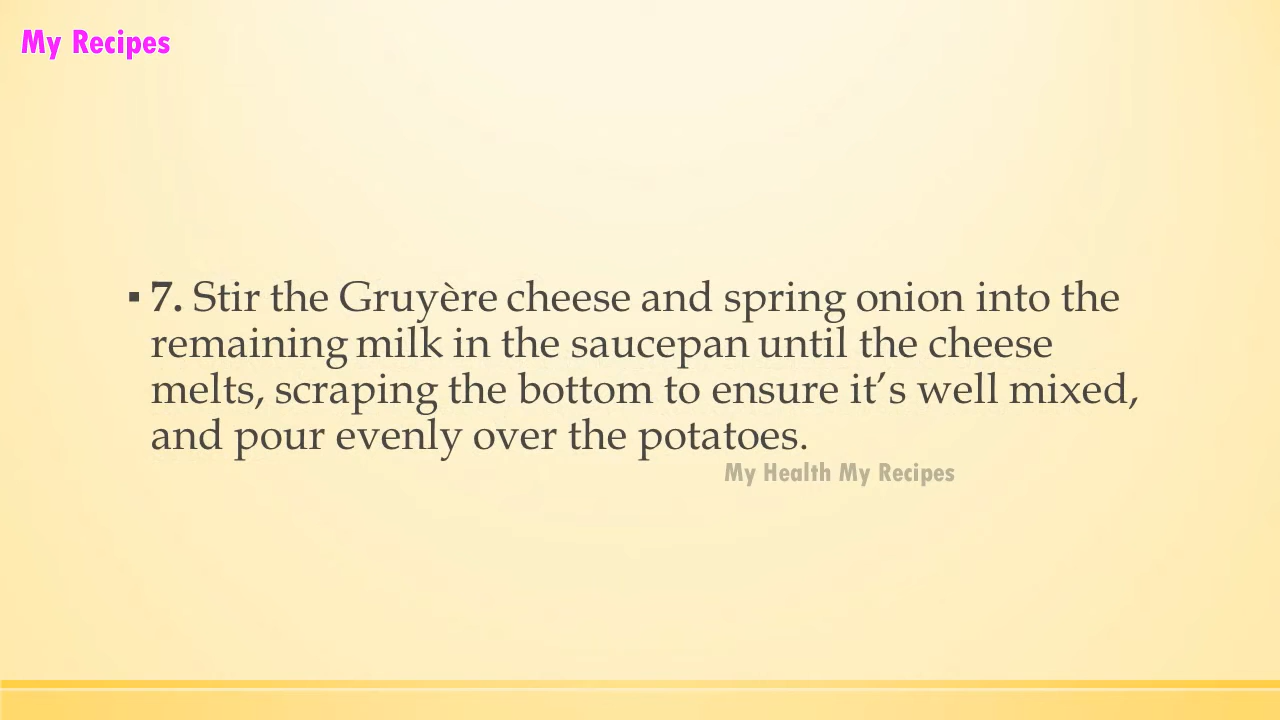 My Recipes
▪ 7. Stir the Gruyère cheese and spring onion into the
remaining milk in the saucepan until the cheese
melts, scraping the bottom to ensure it’s well mixed,
and pour evenly over the potatoes.
My Health My Recipes